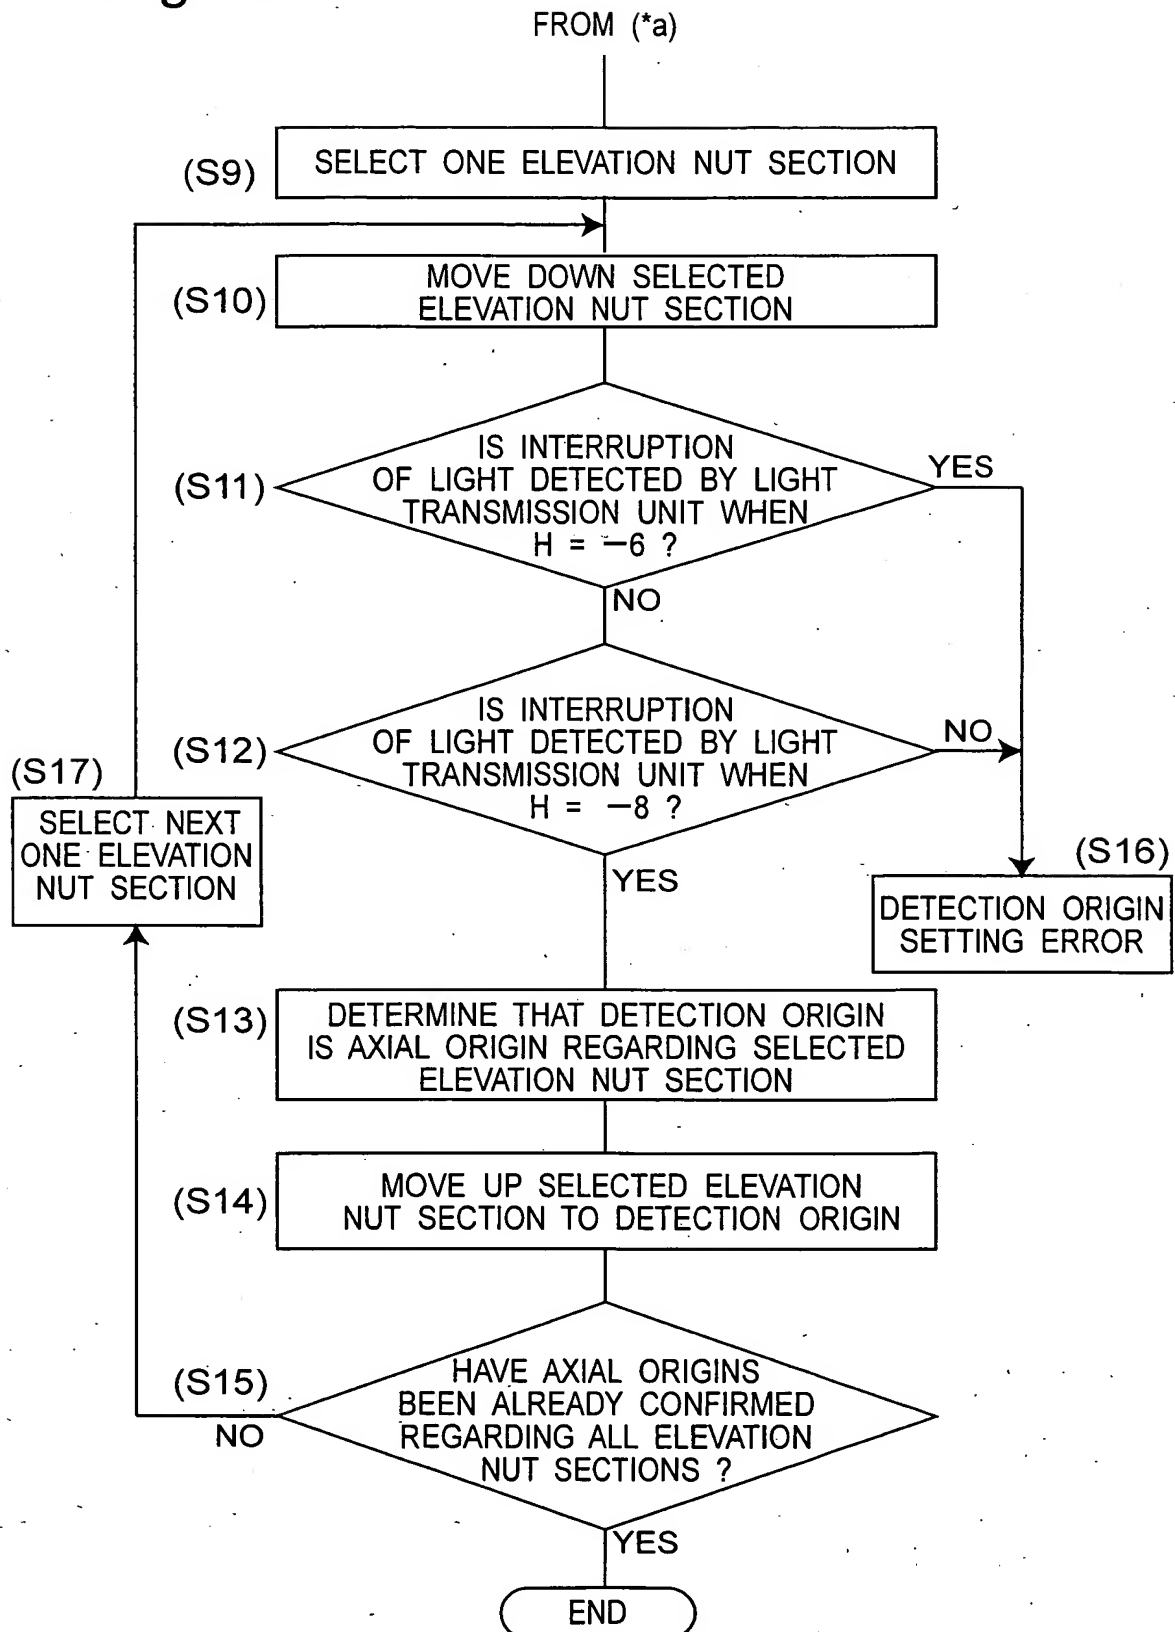 FROM (*a)
(S9)
SELECT ONE ELEVATION NUT SECTION
(S10)
MOVE DOWN SELECTED
ELEVATION NUT SECTION
(S11)
IS INTERRUPTION
OF LIGHT DETECTED BY LIGHT
TRANSMISSION UNIT WHEN
H = −6 ?
YES
NO
(S12)
IS INTERRUPTION
OF LIGHT DETECTED BY LIGHT
TRANSMISSION UNIT WHEN
H = −8 ?
NO
YES
(S17)
SELECT NEXT
ONE ELEVATION
NUT SECTION
(S16)
DETECTION ORIGIN
SETTING ERROR
(S13)
DETERMINE THAT DETECTION ORIGIN
IS AXIAL ORIGIN REGARDING SELECTED
ELEVATION NUT SECTION
(S14)
MOVE UP SELECTED ELEVATION
NUT SECTION TO DETECTION ORIGIN
(S15)
HAVE AXIAL ORIGINS
BEEN ALREADY CONFIRMED
REGARDING ALL ELEVATION
NUT SECTIONS ?
NO
YES
END